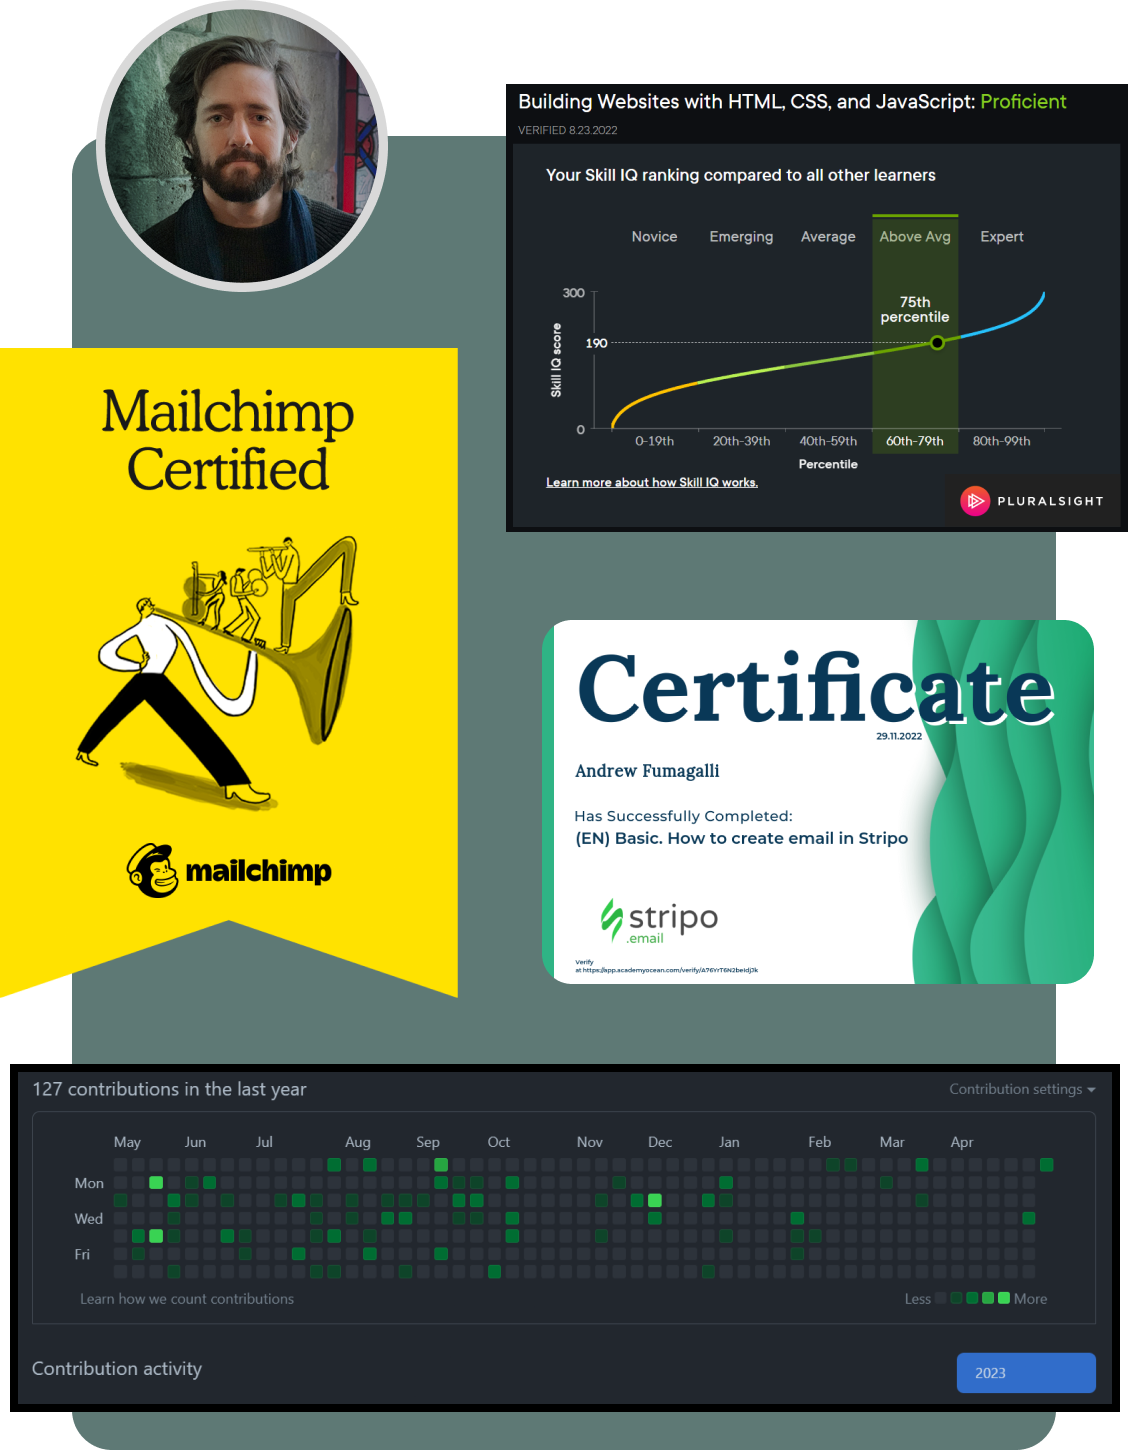 Building Websites with HTML, CSS, and JavaScript: Proficient
VERIFIED 8.23.2022
Your Skill IQ ranking compared to all other learners
Novice Emerging Average Above Avg Expert
300
75th
percentile
190
Skill IQ score
0
0-19th 20th-39th 40th-59th 60th-79th 80th-99th
Percentile
Learn more about how Skill IQ works.
PLURALSIGHT
Mailchimp
Certified
mailchimp
Certificate
29.11.2022
Andrew Fumagalli
Has Successfully Completed:
(EN) Basic. How to create email in Stripo
stripo
.email
Verify
at https://app.academyocean.com/verify/
127 contributions in the last year
Contribution settings
May Jun Jul Aug Sep Oct Nov Dec Jan Feb Mar Apr
Mon
Wed
Fri
Learn how we count contributions
Less More
Contribution activity
2023